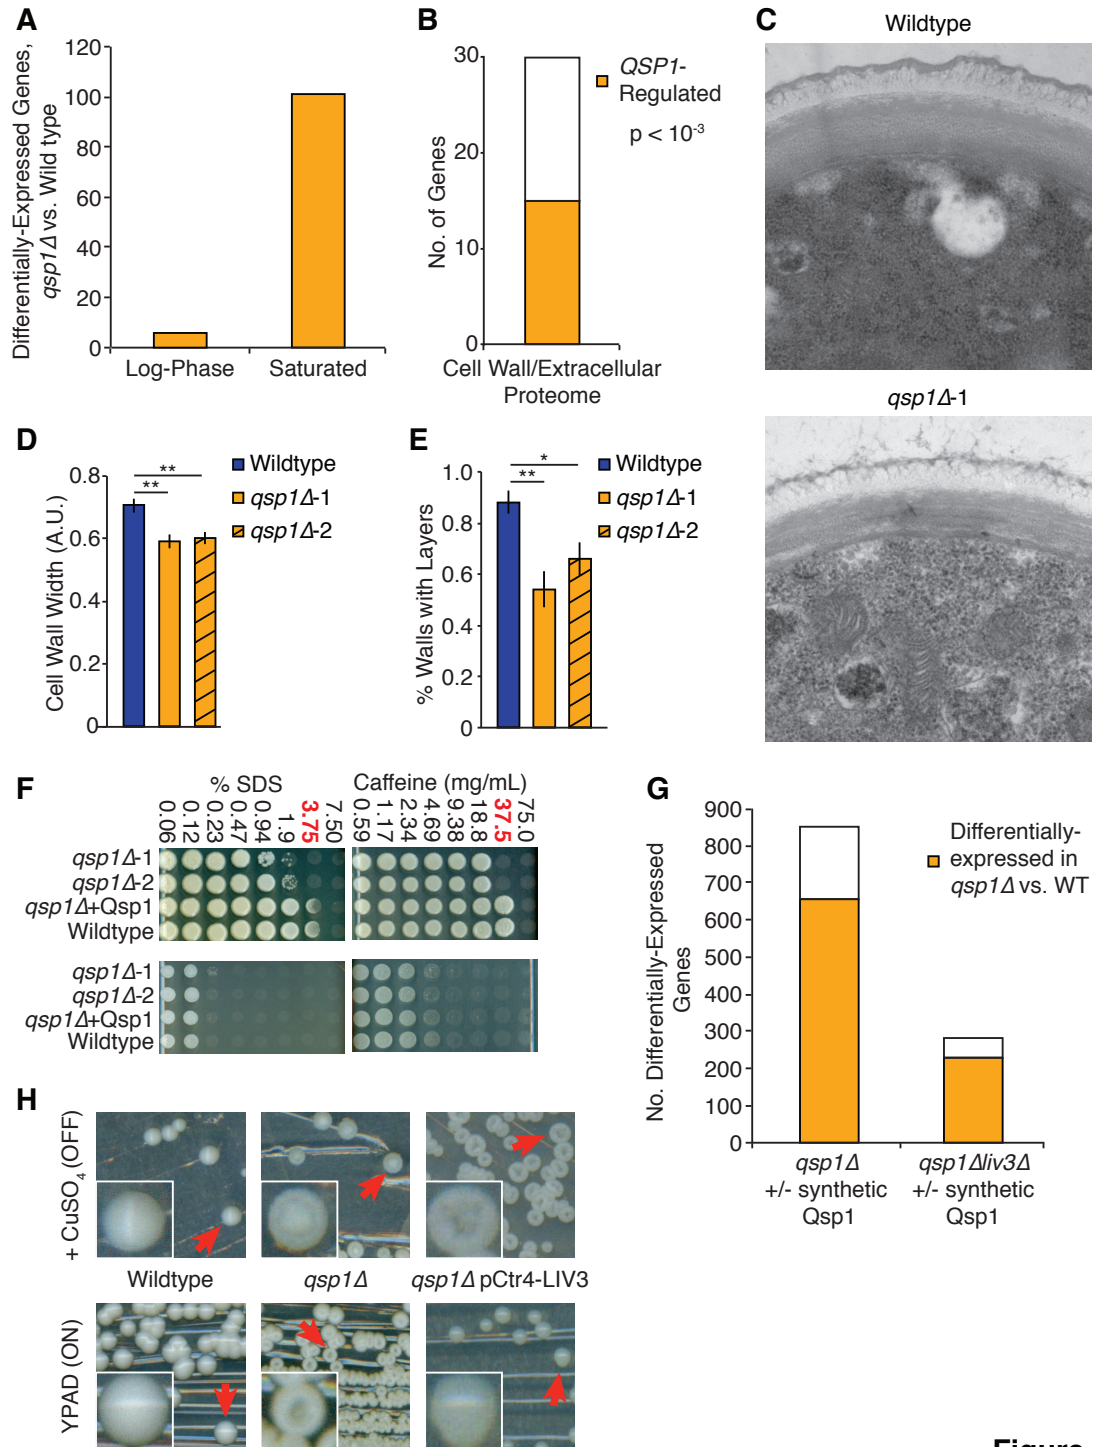 A
Differentially-Expressed Genes,
qsp1Δ vs. Wild type
120
100
80
60
40
20
0
Log-Phase
Saturated
B
No. of Genes
30
20
10
0
QSP1-
Regulated
p < 10-3
Cell Wall/Extracellular
Proteome
C
Wildtype
qsp1Δ-1
D
Cell Wall Width (A.U.)
0.8
0.6
0.4
0.2
0
**
**
Wildtype
qsp1Δ-1
qsp1Δ-2
E
% Walls with Layers
1.0
0.8
0.6
0.4
0.2
0
*
**
Wildtype
qsp1Δ-1
qsp1Δ-2
F
% SDS
0.06
0.12
0.23
0.47
0.94
1.9
3.75
7.50
Caffeine (mg/mL)
0.59
1.17
2.34
4.69
9.38
18.8
37.5
75.0
qsp1Δ-1
qsp1Δ-2
qsp1Δ+Qsp1
Wildtype
qsp1Δ-1
qsp1Δ-2
qsp1Δ+Qsp1
Wildtype
G
No. Differentially-Expressed
Genes
900
800
700
600
500
400
300
200
100
0
Differentially-
expressed in
qsp1Δ vs. WT
qsp1Δ
+/- synthetic
Qsp1
qsp1Δliv3Δ
+/- synthetic
Qsp1
H
+ CuSO4 (OFF)
Wildtype
qsp1Δ
qsp1Δ pCtr4-LIV3
YPAD (ON)
Figure